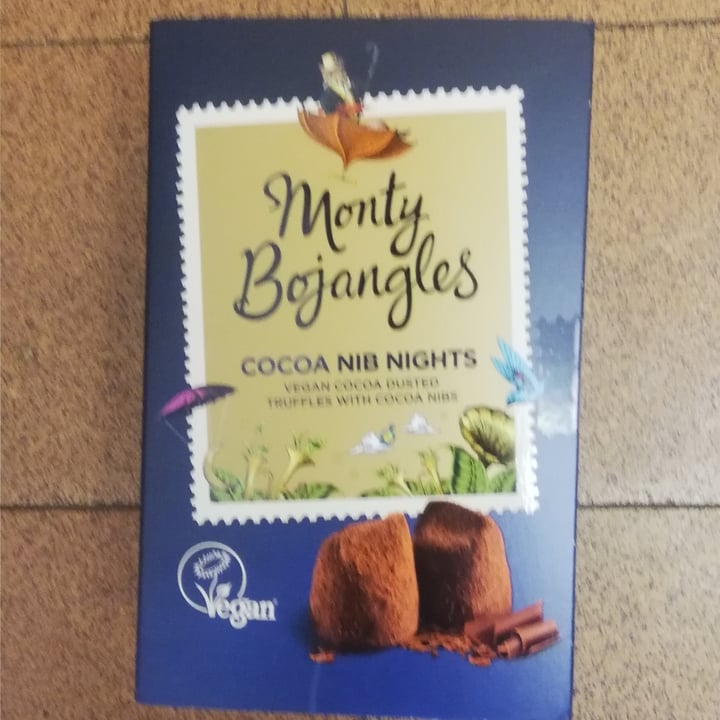 Monty
Bojangles
COCOA NIB NIGHTS
VEGAN COCOA DUSTED
TRUFFLES WITH COCOA NIBS
Vegan